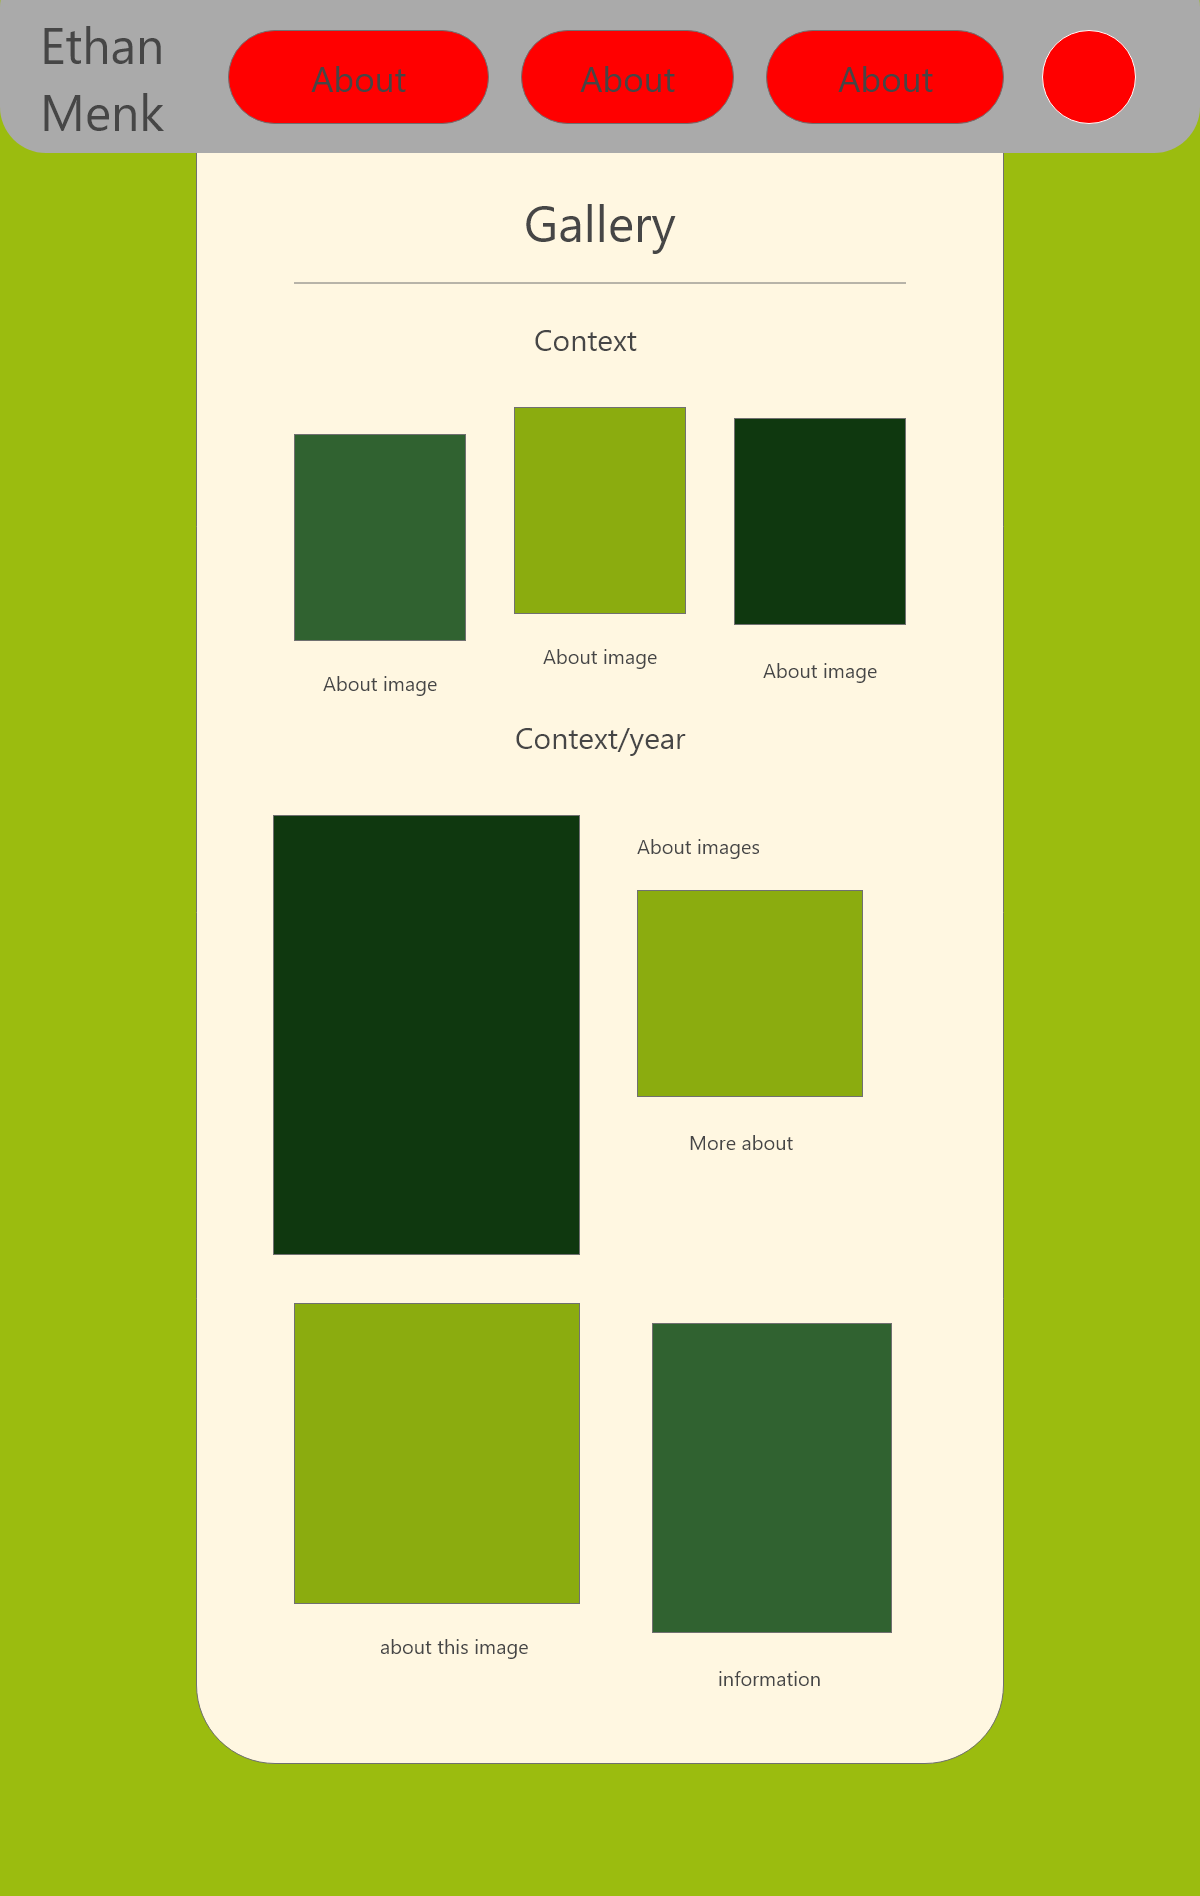 Ethan
Menk
About
About
About
Gallery
Context
About image
About image
About image
Context/year
About images
More about
about this image
information